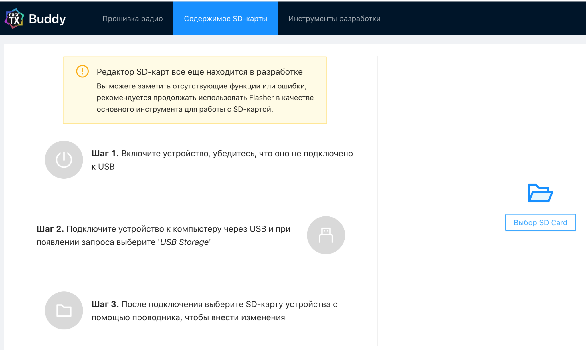 EDGE TX Buddy
Прошивка радио
Содержимое SD-карты
Инструменты разработки
Редактор SD-карт все еще находится в разработке
Вы можете заметить отсутствующие функции или ошибки,
рекомендуется продолжать использовать Flasher в качестве
основного инструмента для работы с SD-картой.
Шаг 1. Включите устройство, убедитесь, что оно не подключено
к USB
Шаг 2. Подключите устройство к компьютеру через USB и при
появлении запроса выберите 'USB Storage'
Шаг 3. После подключения выберите SD-карту устройства с
помощью проводника, чтобы внести изменения
Выбор SD Card